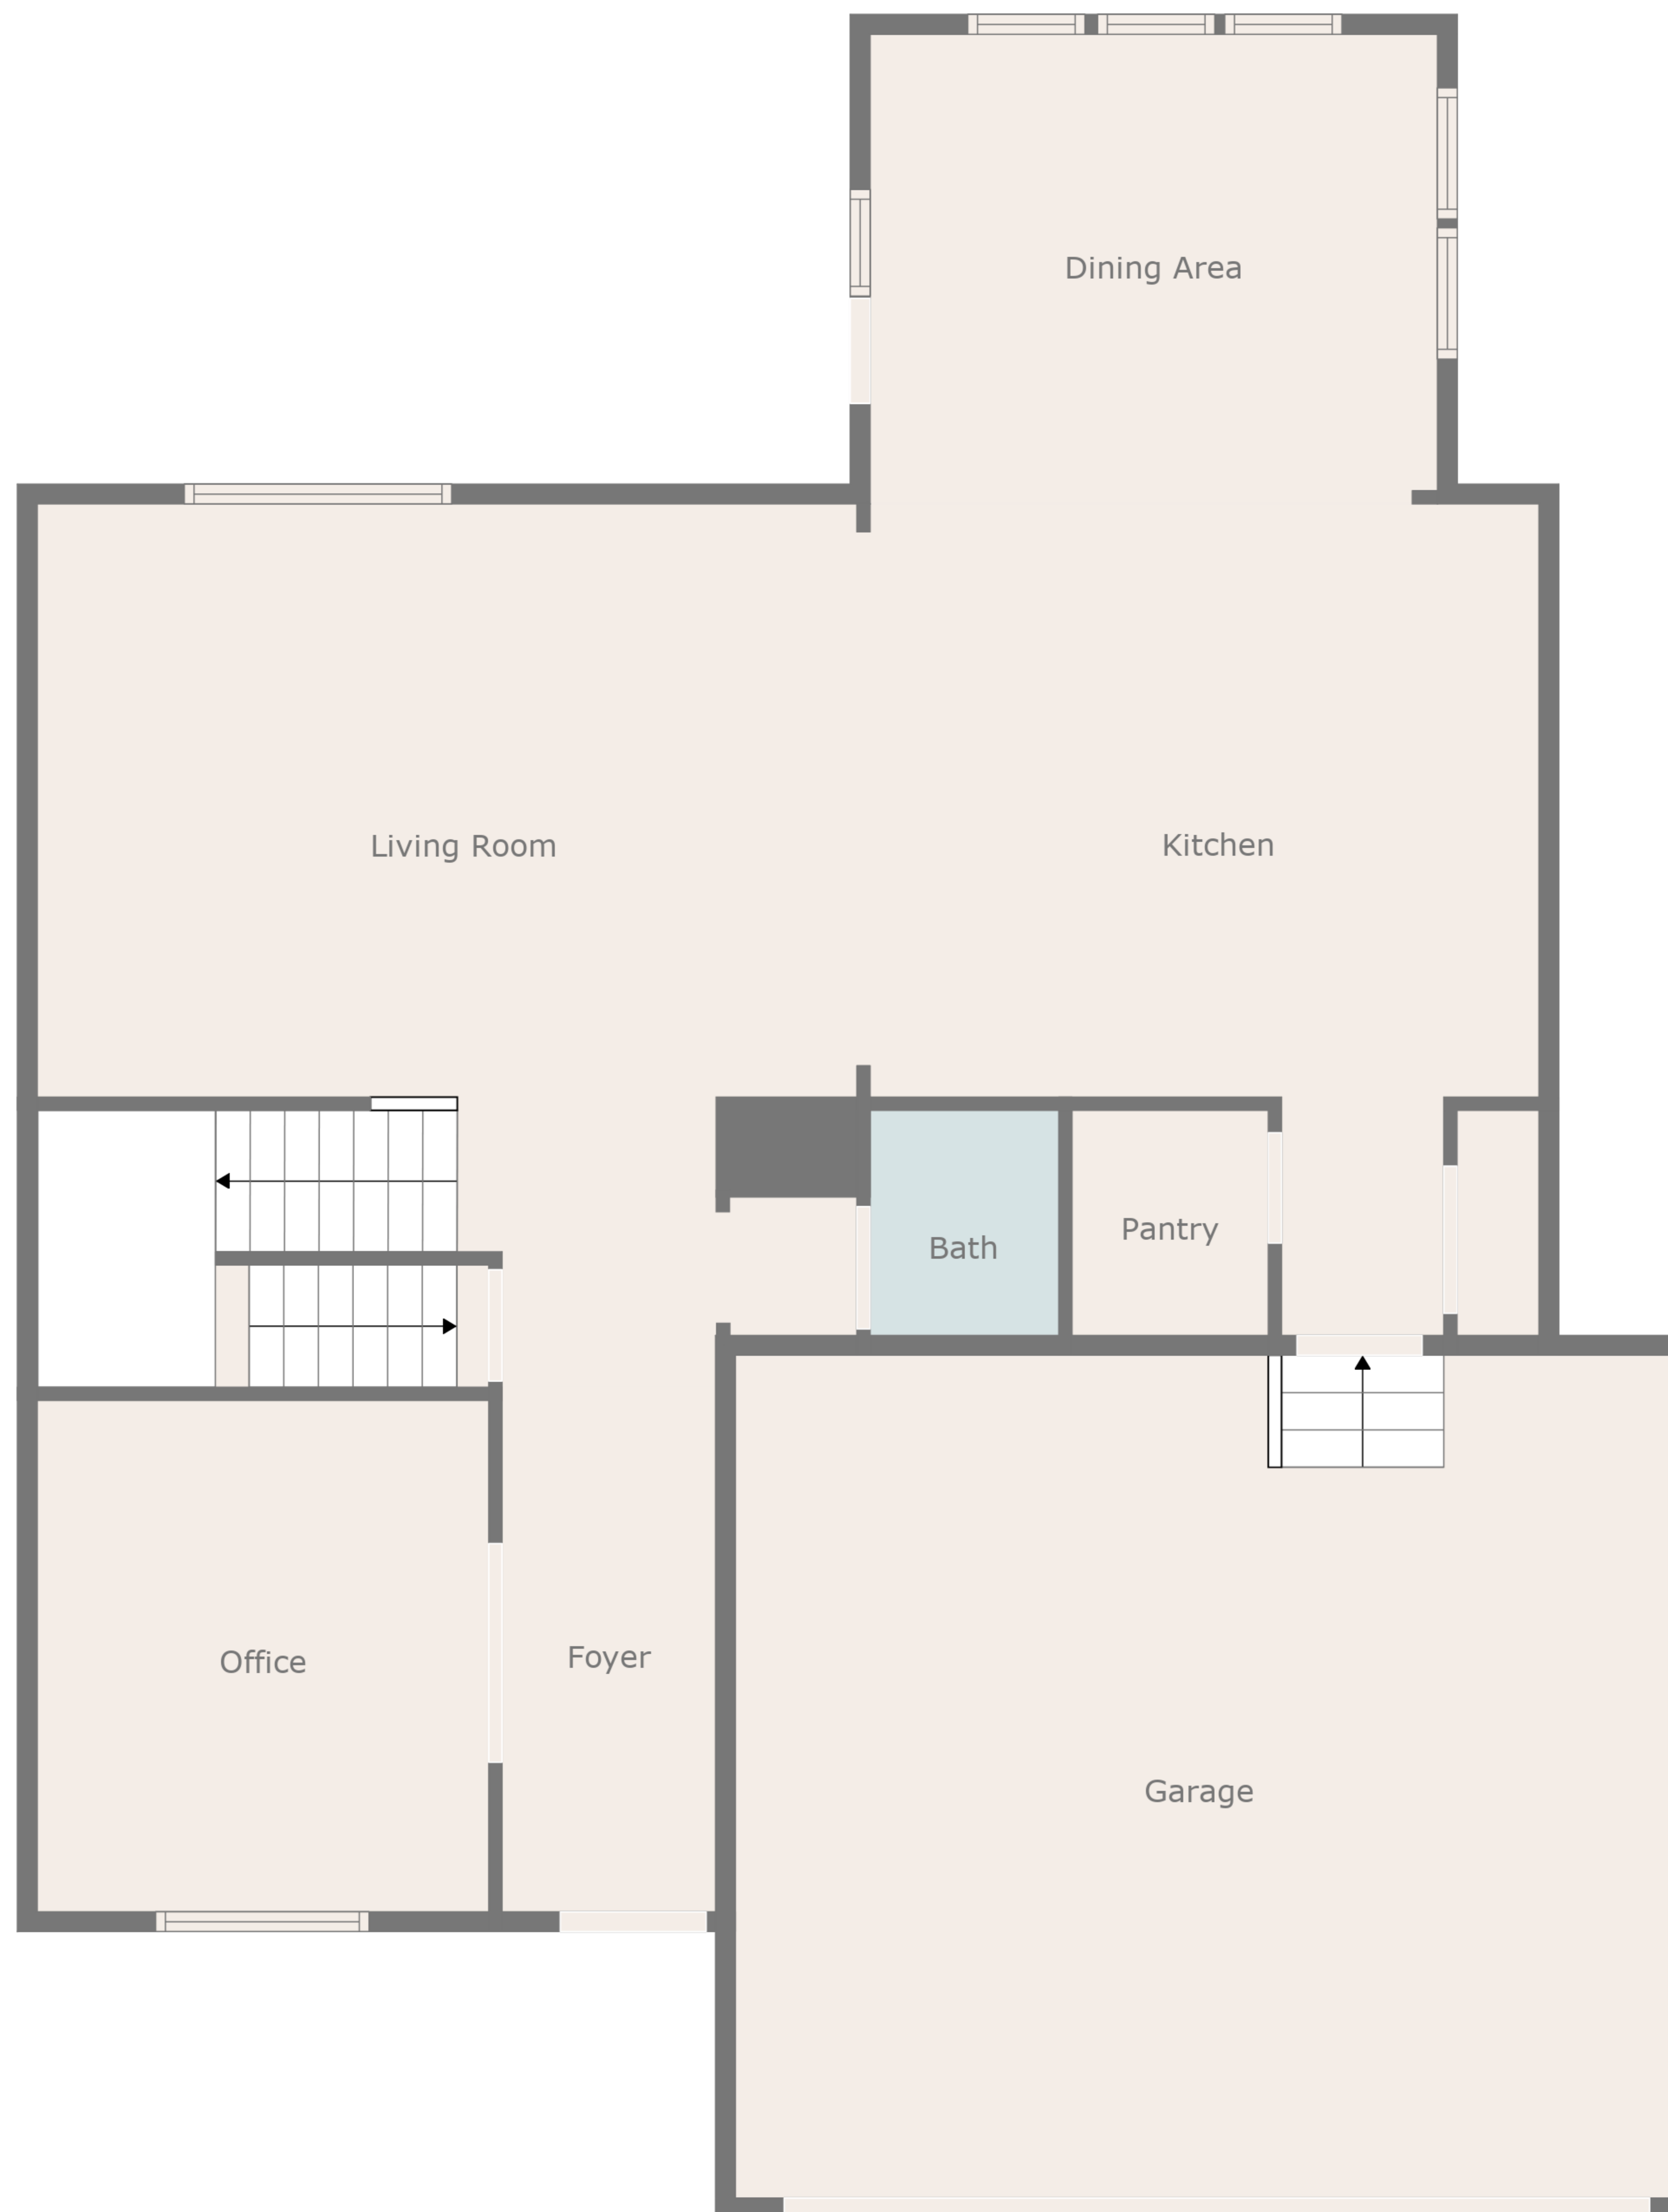 Dining Area
Living Room
Kitchen
Pantry
Bath
Office
Foyer
Garage